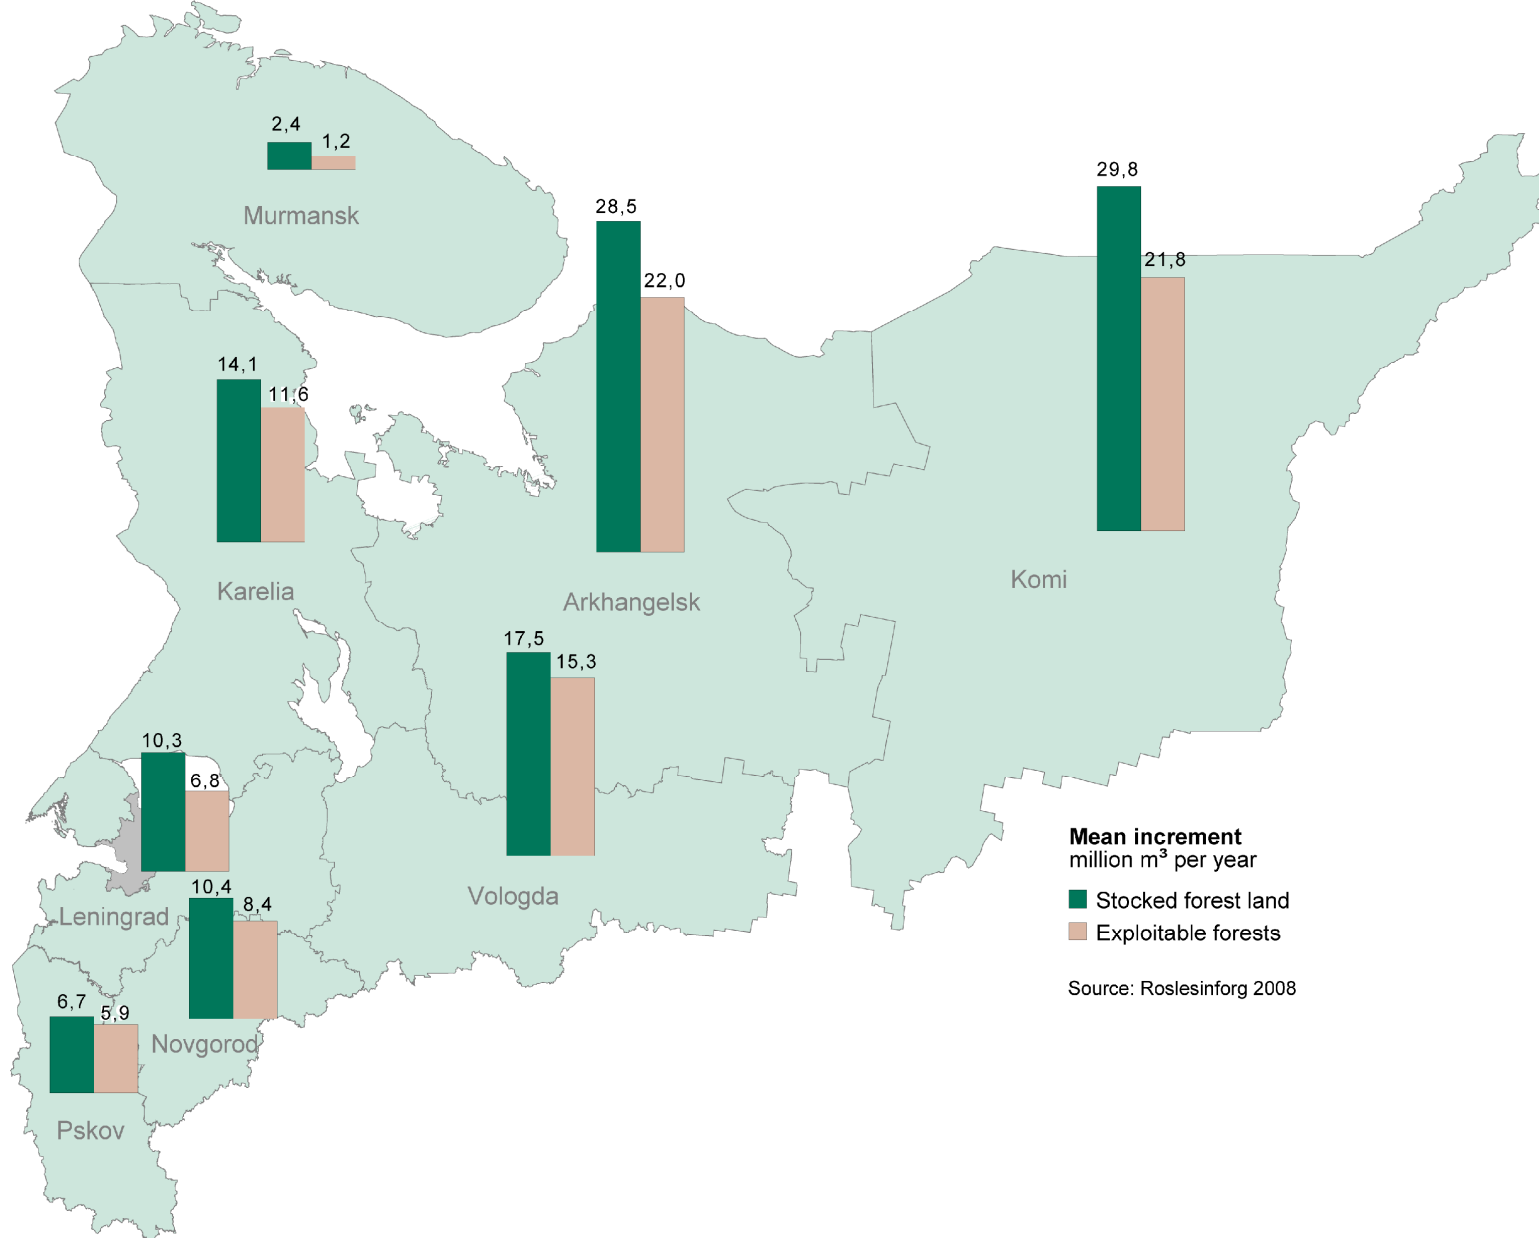 2,4
1,2
Murmansk
29,8
21,8
28,5
22,0
14,1
11,6
Karelia
Arkhangelsk
Komi
17,5
15,3
10,3
6,8
Mean increment
million m³ per year
Stocked forest land
Exploitable forests
Source: Roslesinforg 2008
Vologda
10,4
8,4
Leningrad
6,7
5,9
Novgorod
Pskov